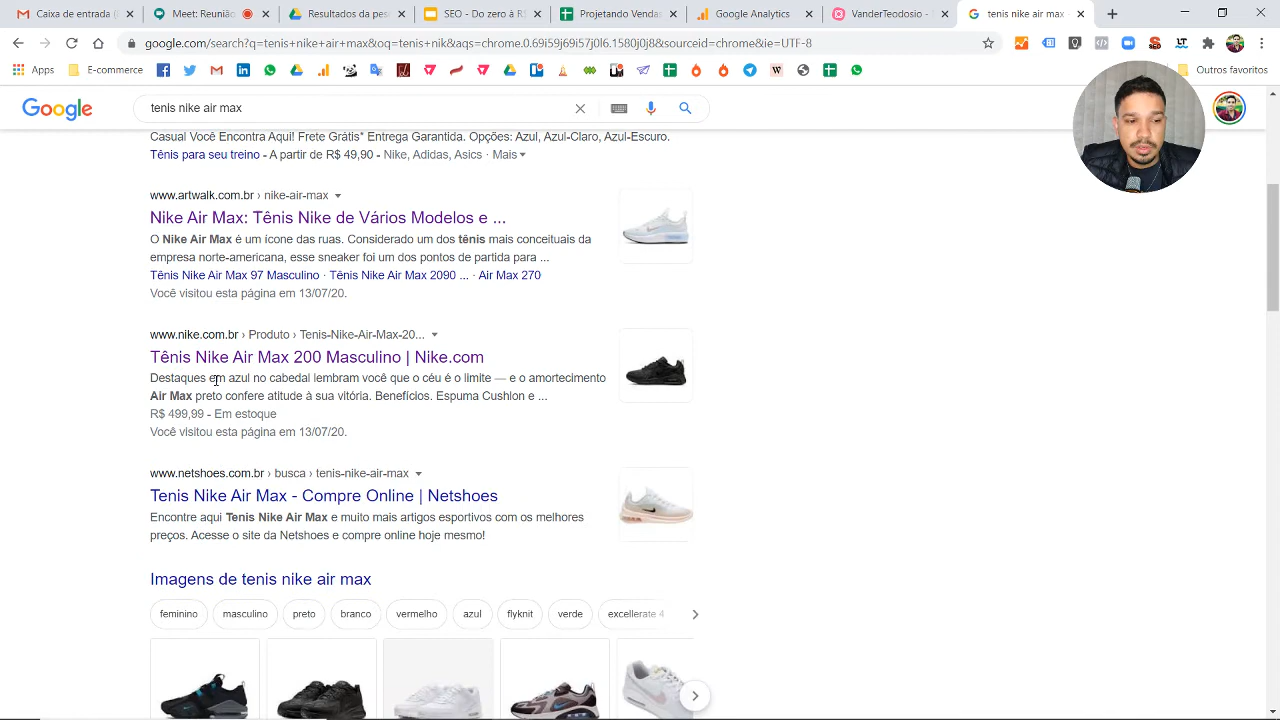 Caixa de entrada (
Meet: Reuniões
Resultados da pes
SEO - Do zero à R$
Projetando Vendas
Google Analytics
VanderTeodosio -
tenis nike air max
google.com/search?q=tenis+nike+air+max&oq=tenis+nik&aqs=chrome.0.69i59j69i57j0l6.1580j0j8&sourceid=chrome&ie=UTF-8
Apps
E-commerce
Outros favoritos
Google
tenis nike air max
Casual Você Encontra Aqui! Frete Grátis* Entrega Garantida. Opções: Azul, Azul-Claro, Azul-Escuro.
Tênis para seu treino - A partir de R$ 49,90 - Nike, Adidas, Asics · Mais
www.artwalk.com.br › nike-air-max
Nike Air Max: Tênis Nike de Vários Modelos e ...
O Nike Air Max é um ícone das ruas. Considerado um dos tênis mais conceituais da
empresa norte-americana, esse sneaker foi um dos pontos de partida para ...
Tênis Nike Air Max 97 Masculino · Tênis Nike Air Max 2090 ... · Air Max 270
Você visitou esta página em 13/07/20.
www.nike.com.br › Produto › Tenis-Nike-Air-Max-20...
Tênis Nike Air Max 200 Masculino | Nike.com
Destaques em azul no cabedal lembram você que o céu é o limite — e o amortecimento
Air Max preto confere atitude à sua vitória. Benefícios. Espuma Cushion e ...
R$ 499,99 - Em estoque
Você visitou esta página em 13/07/20.
www.netshoes.com.br › busca › tenis-nike-air-max
Tenis Nike Air Max - Compre Online | Netshoes
Encontre aqui Tenis Nike Air Max e muito mais artigos esportivos com os melhores
preços. Acesse o site da Netshoes e compre online hoje mesmo!
Imagens de tenis nike air max
feminino
masculino
preto
branco
vermelho
azul
flyknit
verde
excellerate 4